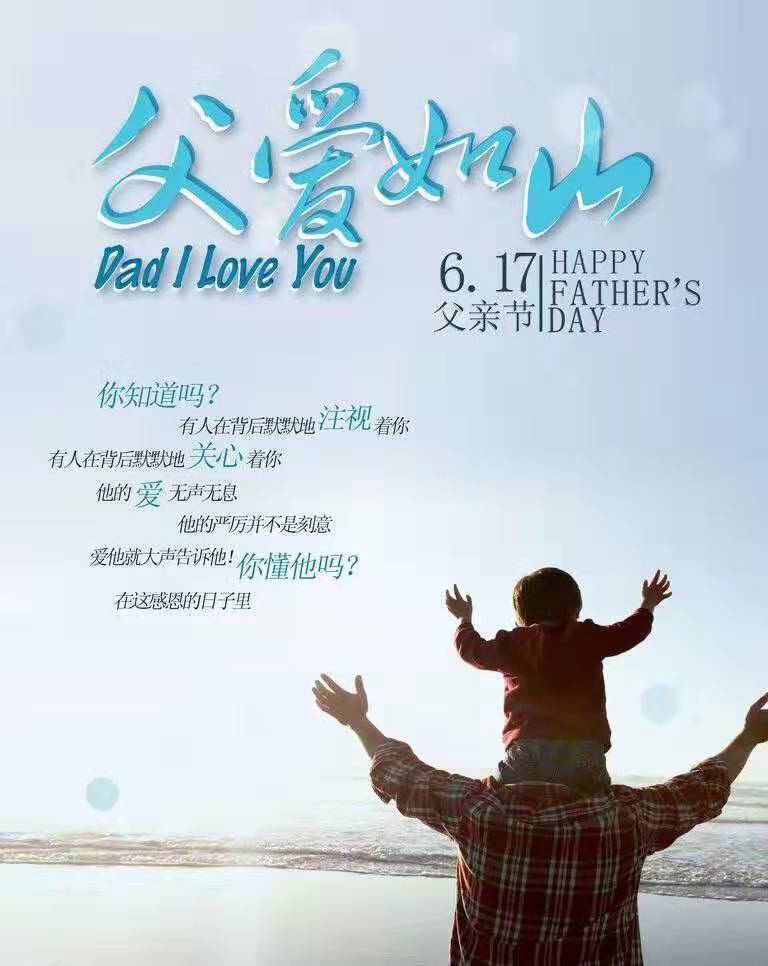 父爱如山
Dad I Love You
6.17
父亲节
HAPPY
FATHER'S
DAY
你知道吗?
有人在背后默默地注视着你
有人在背后默默地关心着你
他的爱无声无息
他的严厉并不是刻意
爱他就大声告诉他!你懂他吗?
在这感恩的日子里